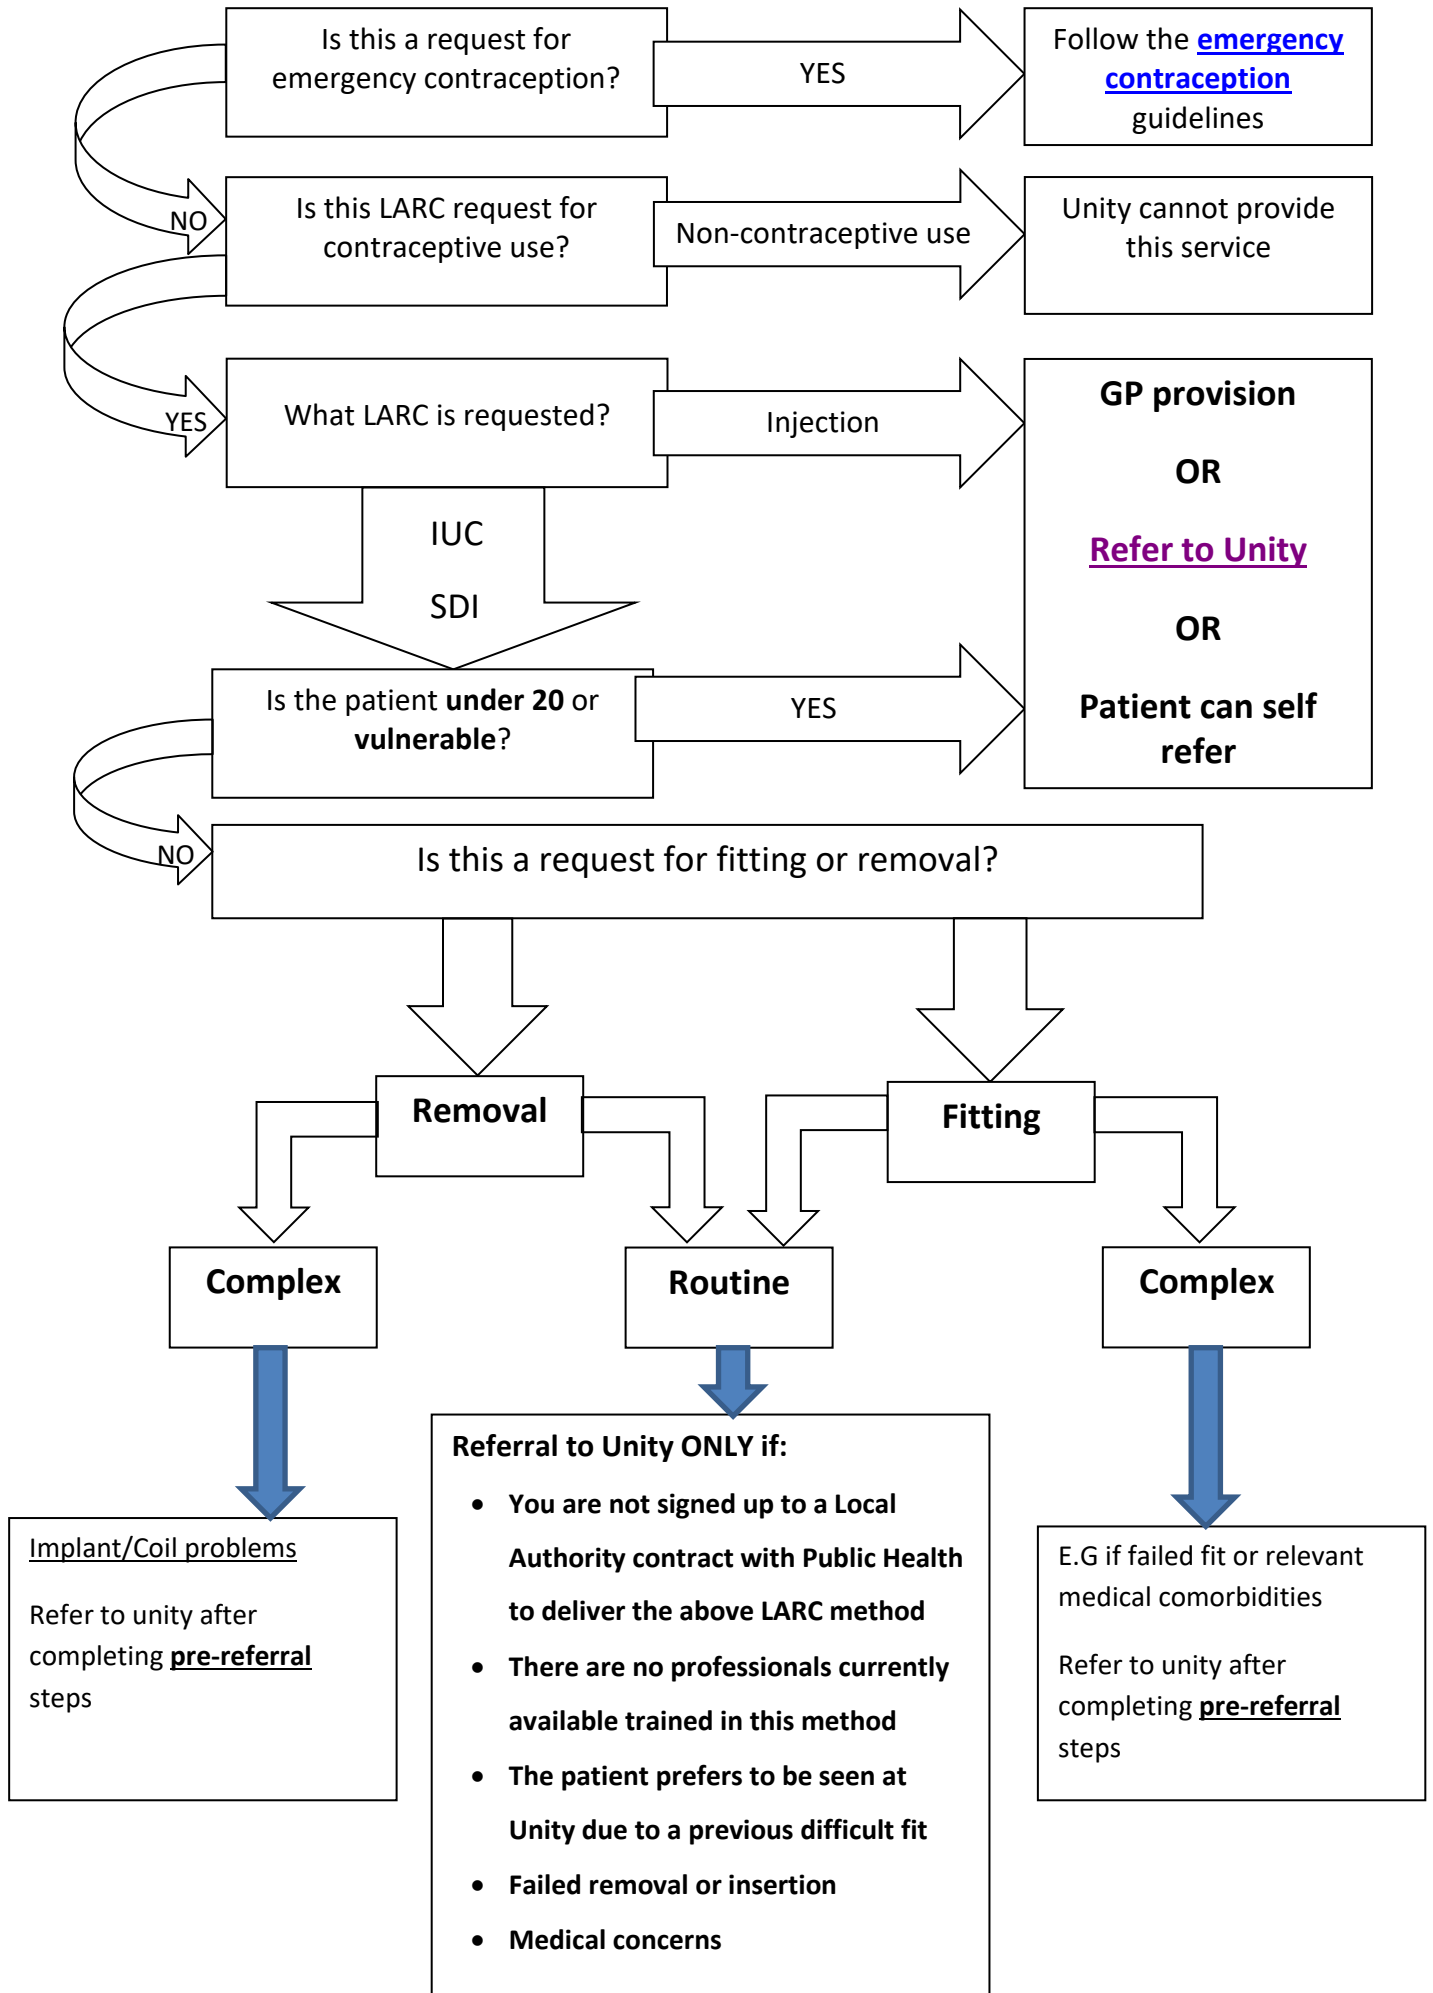 Is this a request for
emergency contraception?
YES
Follow the emergency
contraception
guidelines
NO
Is this LARC request for
contraceptive use?
Non-contraceptive use
Unity cannot provide
this service
YES
What LARC is requested?
Injection
GP provision
OR
Refer to Unity
OR
Patient can self
refer
IUC
SDI
Is the patient under 20 or
vulnerable?
YES
NO
Is this a request for fitting or removal?
Removal
Fitting
Complex
Routine
Complex
Implant/Coil problems
Refer to unity after
completing pre-referral
steps
Referral to Unity ONLY if:
• You are not signed up to a Local
Authority contract with Public Health
to deliver the above LARC method
• There are no professionals currently
available trained in this method
• The patient prefers to be seen at
Unity due to a previous difficult fit
• Failed removal or insertion
• Medical concerns
E.G if failed fit or relevant
medical comorbidities
Refer to unity after
completing pre-referral
steps